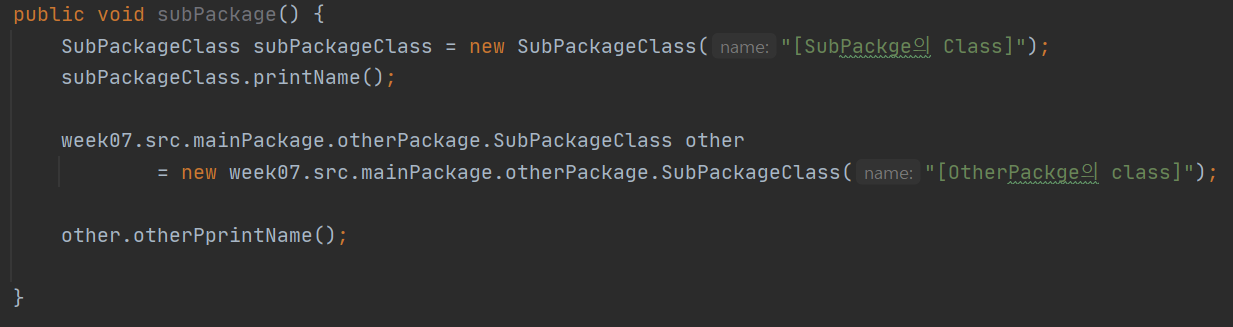 public void subPackage() {
SubPackageClass subPackageClass = new SubPackageClass( name: "[SubPackge의 Class]");
subPackageClass.printName();
week07.src.mainPackage.otherPackage.SubPackageClass other
= new week07.src.mainPackage.otherPackage.SubPackageClass( name: "[OtherPackge의 class]");
other.otherPprintName();
}